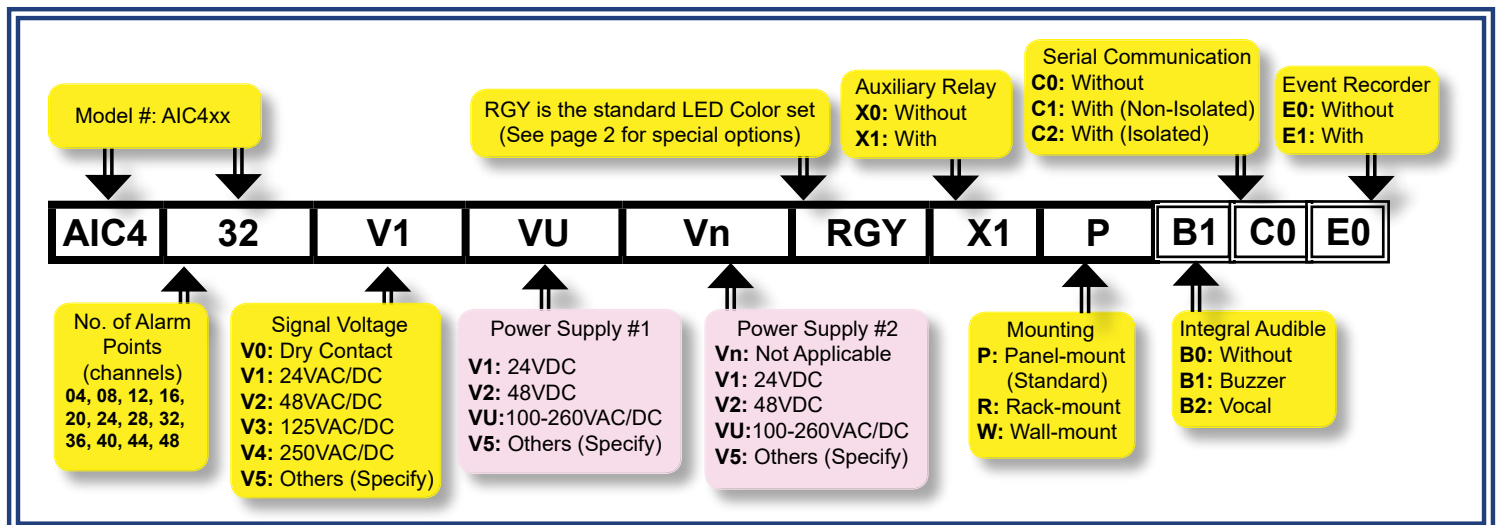 Model #: AIC4xx
RGY is the standard LED Color set
(See page 2 for special options)
Auxiliary Relay
X0: Without
X1: With
Serial Communication
C0: Without
C1: With (Non-Isolated)
C2: With (Isolated)
Event Recorder
E0: Without
E1: With
AIC4 32 V1 VU Vn RGY X1 P B1 C0 E0
No. of Alarm
Points
(channels)
04, 08, 12, 16,
20, 24, 28, 32,
36, 40, 44, 48
Signal Voltage
V0: Dry Contact
V1: 24VAC/DC
V2: 48VAC/DC
V3: 125VAC/DC
V4: 250VAC/DC
V5: Others (Specify)
Power Supply #1
V1: 24VDC
V2: 48VDC
VU:100-260VAC/DC
V5: Others (Specify)
Power Supply #2
Vn: Not Applicable
V1: 24VDC
V2: 48VDC
VU:100-260VAC/DC
V5: Others (Specify)
Mounting
P: Panel-mount
(Standard)
R: Rack-mount
W: Wall-mount
Integral Audible
B0: Without
B1: Buzzer
B2: Vocal